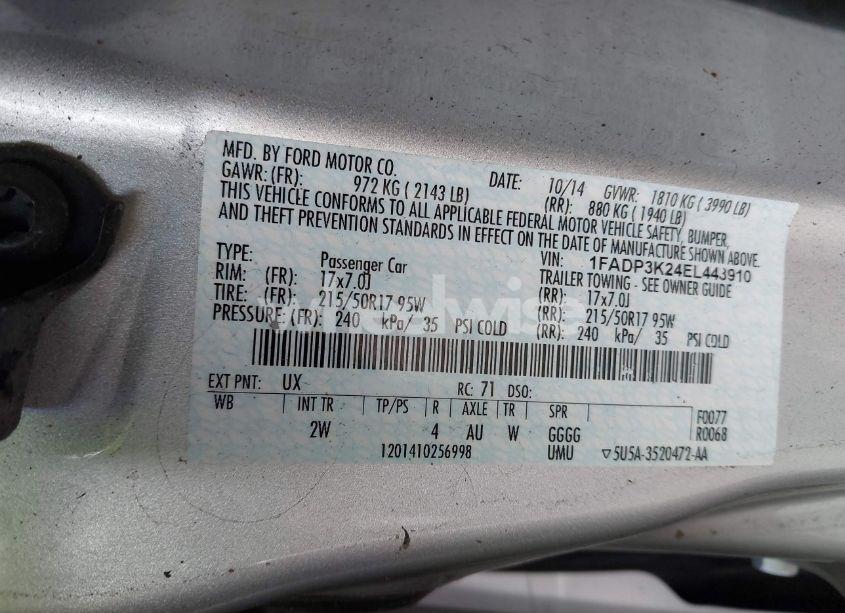 MFD. BY FORD MOTOR CO. DATE: 10/14 GVWR: 1810 KG ( 3990 LB)
GAWR: (FR): 972 KG ( 2143 LB) (RR): 880 KG ( 1940 LB)
THIS VEHICLE CONFORMS TO ALL APPLICABLE FEDERAL MOTOR VEHICLE SAFETY, BUMPER,
AND THEFT PREVENTION STANDARDS IN EFFECT ON THE DATE OF MANUFACTURE SHOWN ABOVE.
VIN: 1FADP3K24EL443910
TYPE: Passenger Car TRAILER TOWING - SEE OWNER GUIDE
RIM: (FR): 17x7.0J (RR): 17x7.0J
TIRE: (FR): 215/50R17 95W (RR): 215/50R17 95W
PRESSURE: (FR): 240 kPa/ 35 PSI COLD (RR): 240 kPa/ 35 PSI COLD
EXT PNT: UX RC: 71 DSO:
WB INT TR TP/PS R AXLE TR SPR F0077
2W 4 AU W GGGG R0068
1201410256998 UMU ▽5U5A-3520472-AA